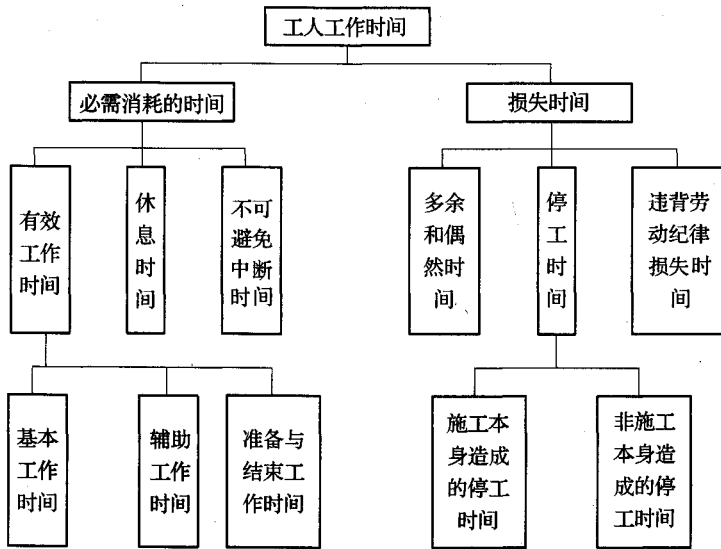 工人工作时间
必需消耗的时间
损失时间
有效
工作
时间
休
息
时
间
不可
避免
中断
时间
多余
和偶
然时
间
停
工
时
间
违背劳
动纪律
损失时
间
基本
工作
时间
辅助
工作
时间
准备与
结束工
作时间
施工本
身造成
的停工
时间
非施工
本身造
成的停
工时间